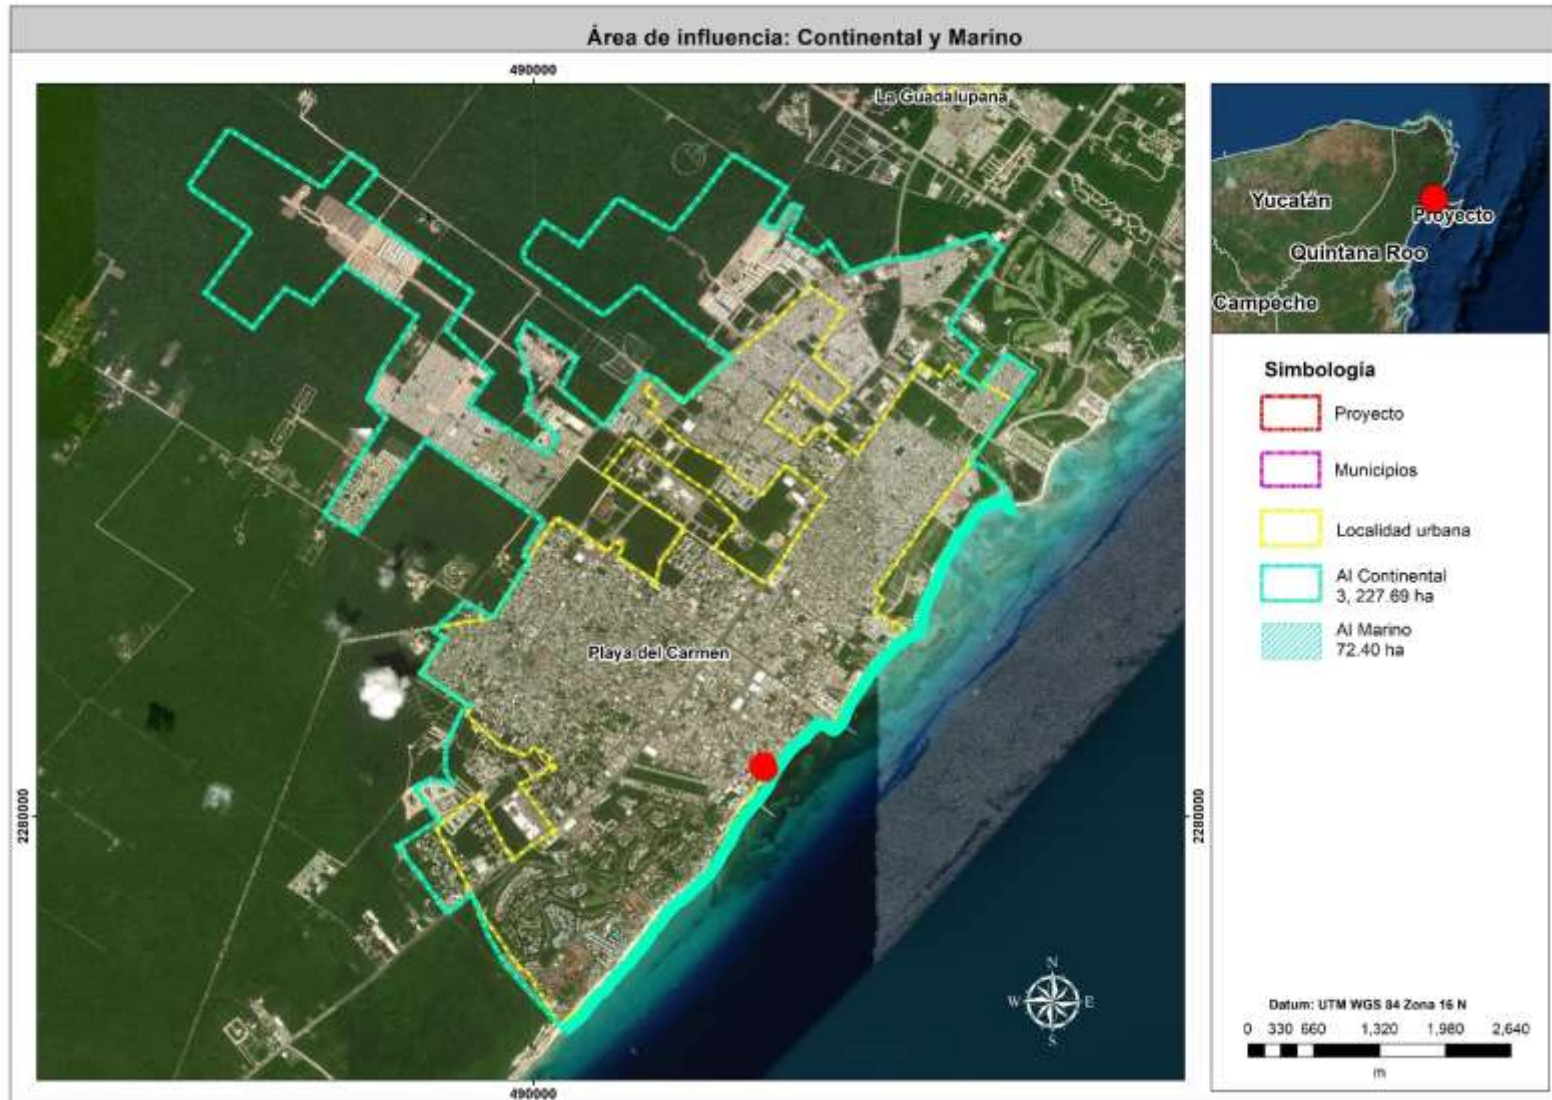 Área de influencia: Continental y Marino
490000
La Guadalupana
Playa del Carmen
2280000
2280000
N
W E
S
490000
Yucatán
Proyecto
Quintana Roo
Campeche
Simbología
Proyecto
Municipios
Localidad urbana
AI Continental
3, 227.69 ha
AI Marino
72.40 ha
Datum: UTM WGS 84 Zona 16 N
0 330 660 1,320 1,980 2,640
m